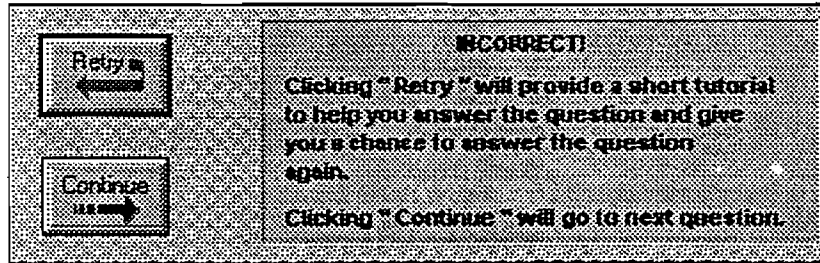 Retry
Continue
INCORRECT!
Clicking " Retry " will provide a short tutorial
to help you answer the question and give
you a chance to answer the question
again.
Clicking " Continue " will go to next question.